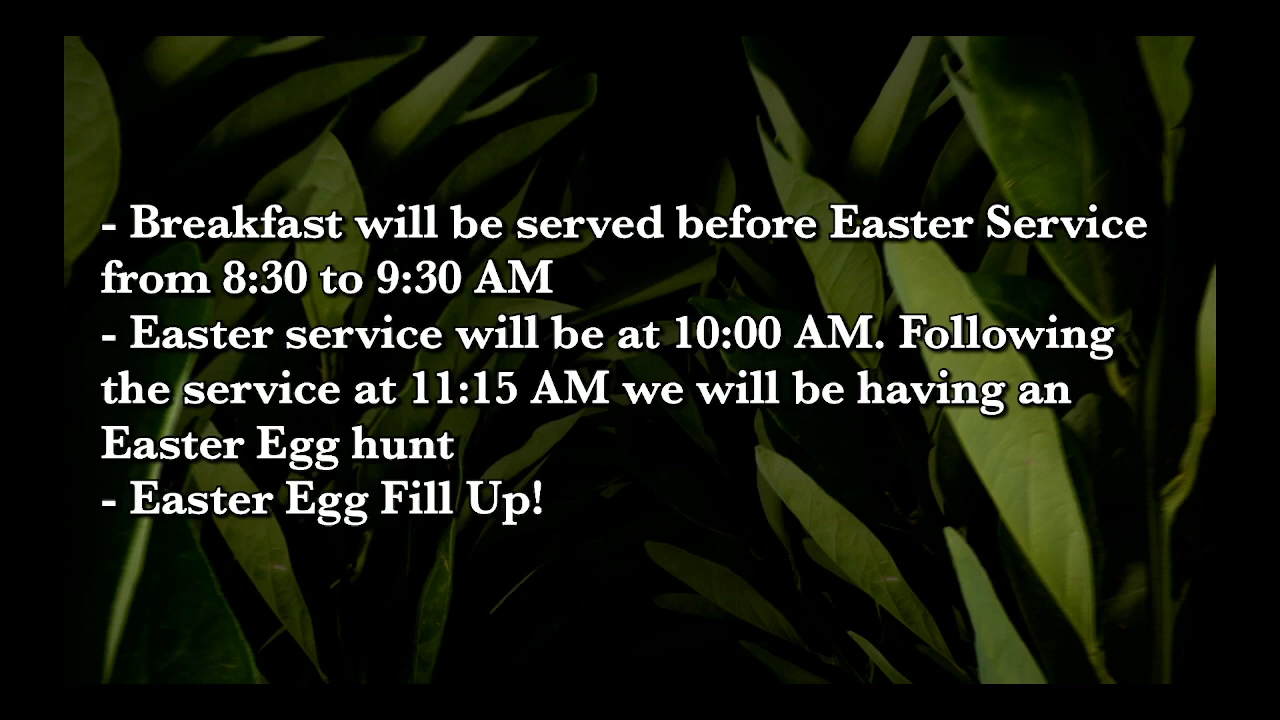 - Breakfast will be served before Easter Service
from 8:30 to 9:30 AM
- Easter service will be at 10:00 AM. Following
the service at 11:15 AM we will be having an
Easter Egg hunt
- Easter Egg Fill Up!